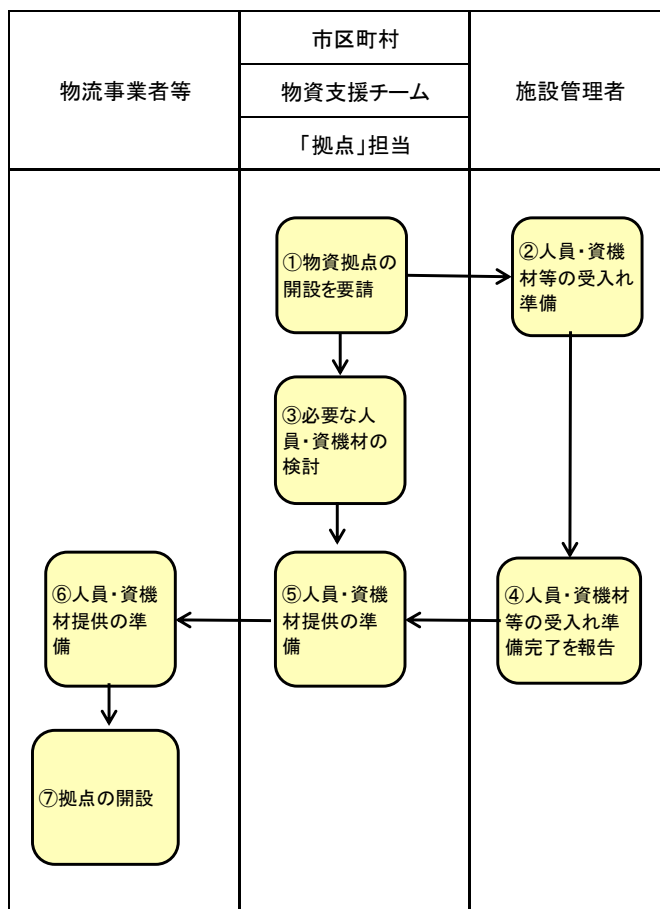 物流事業者等
市区町村
物資支援チーム
「拠点」担当
施設管理者
①物資拠点の
開設を要請
②人員・資機
材等の受入れ
準備
③必要な人
員・資機材の
検討
④人員・資機材
等の受入れ準
備完了を報告
⑤人員・資機
材提供の準
備
⑥人員・資機
材提供の準
備
⑦拠点の開設